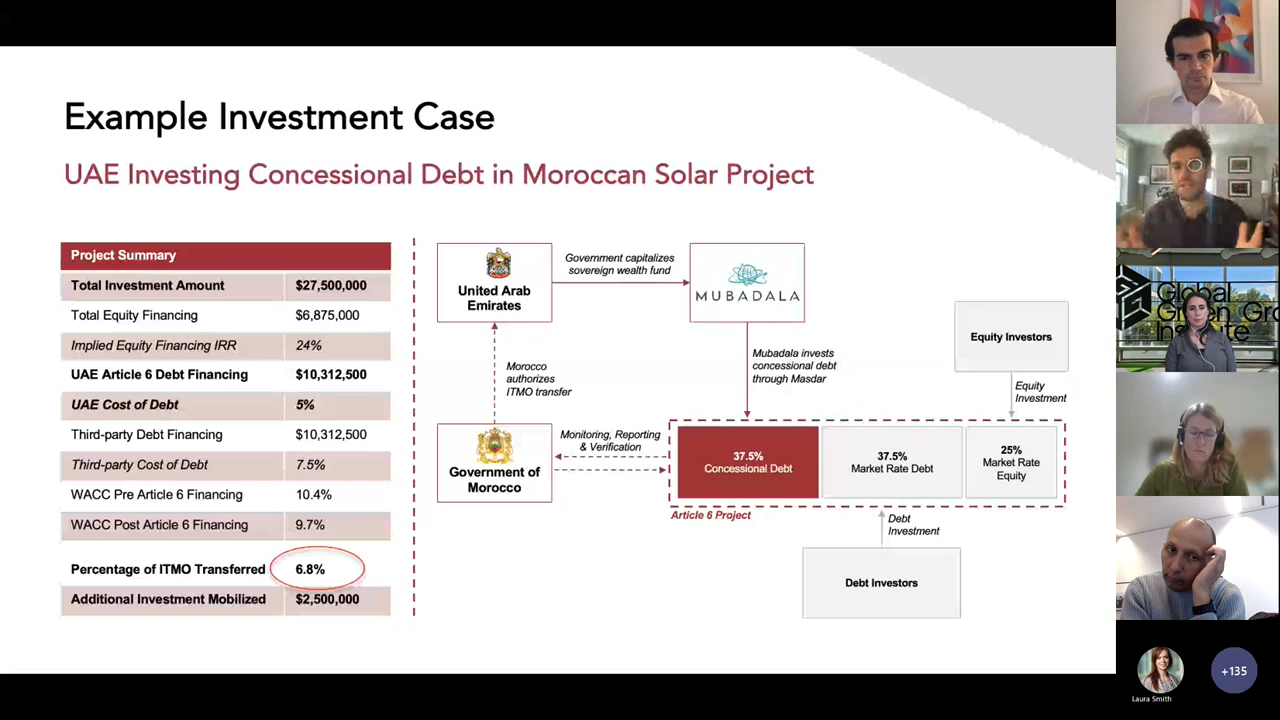 Example Investment Case
UAE Investing Concessional Debt in Moroccan Solar Project
Project Summary
Total Investment Amount $27,500,000
Total Equity Financing $6,875,000
Implied Equity Financing IRR 24%
UAE Article 6 Debt Financing $10,312,500
UAE Cost of Debt 5%
Third-party Debt Financing $10,312,500
Third-party Cost of Debt 7.5%
WACC Pre Article 6 Financing 10.4%
WACC Post Article 6 Financing 9.7%
Percentage of ITMO Transferred 6.8%
Additional Investment Mobilized $2,500,000
United Arab
Emirates
Government capitalizes
sovereign wealth fund
MUBADALA
Morocco
authorizes
ITMO transfer
Mubadala invests
concessional debt
through Masdar
Equity Investors
Equity
Investment
Government of
Morocco
Monitoring, Reporting
& Verification
37.5%
Concessional Debt
37.5%
Market Rate Debt
25%
Market Rate
Equity
Article 6 Project
Debt
Investment
Debt Investors
Global
Green Gro
Institute
Laura Smith
+135